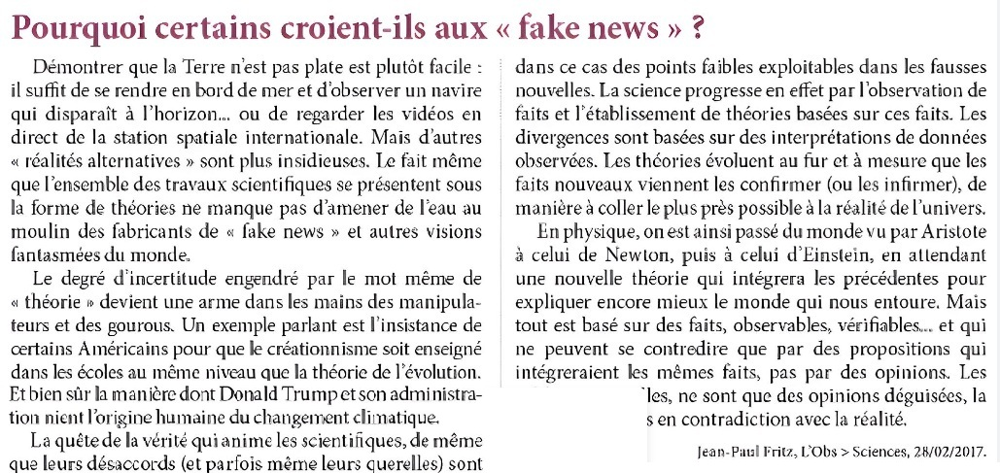 Pourquoi certains croient-ils aux « fake news » ?
Démontrer que la Terre n'est pas plate est plutôt facile :
il suffit de se rendre en bord de mer et d'observer un navire
qui disparaît à l'horizon... ou de regarder les vidéos en
direct de la station spatiale internationale. Mais d'autres
« réalités alternatives » sont plus insidieuses. Le fait même
que l'ensemble des travaux scientifiques se présentent sous
la forme de théories ne manque pas d'amener de l'eau au
moulin des fabricants de « fake news » et autres visions
fantasmées du monde.
Le degré d'incertitude engendré par le mot même de
« théorie » devient une arme dans les mains des manipula-
teurs et des gourous. Un exemple parlant est l'insistance de
certains Américains pour que le créationnisme soit enseigné
dans les écoles au même niveau que la théorie de l'évolution.
Et bien sûr la manière dont Donald Trump et son administra-
tion nient l'origine humaine du changement climatique.
La quête de la vérité qui anime les scientifiques, de même
que leurs désaccords (et parfois même leurs querelles) sont
dans ce cas des points faibles exploitables dans les fausses
nouvelles. La science progresse en effet par l'observation de
faits et l'établissement de théories basées sur ces faits. Les
divergences sont basées sur des interprétations de données
observées. Les théories évoluent au fur et à mesure que les
faits nouveaux viennent les confirmer (ou les infirmer), de
manière à coller le plus près possible à la réalité de l'univers.
En physique, on est ainsi passé du monde vu par Aristote
à celui de Newton, puis à celui d'Einstein, en attendant
une nouvelle théorie qui intégrera les précédentes pour
expliquer encore mieux le monde qui nous entoure. Mais
tout est basé sur des faits, observables, vérifiables... et qui
ne peuvent se contredire que par des propositions qui
intégreraient les mêmes faits, pas par des opinions. Les
ne sont que des opinions déguisées, la
en contradiction avec la réalité.
Jean-Paul Fritz, L'Obs > Sciences, 28/02/2017.